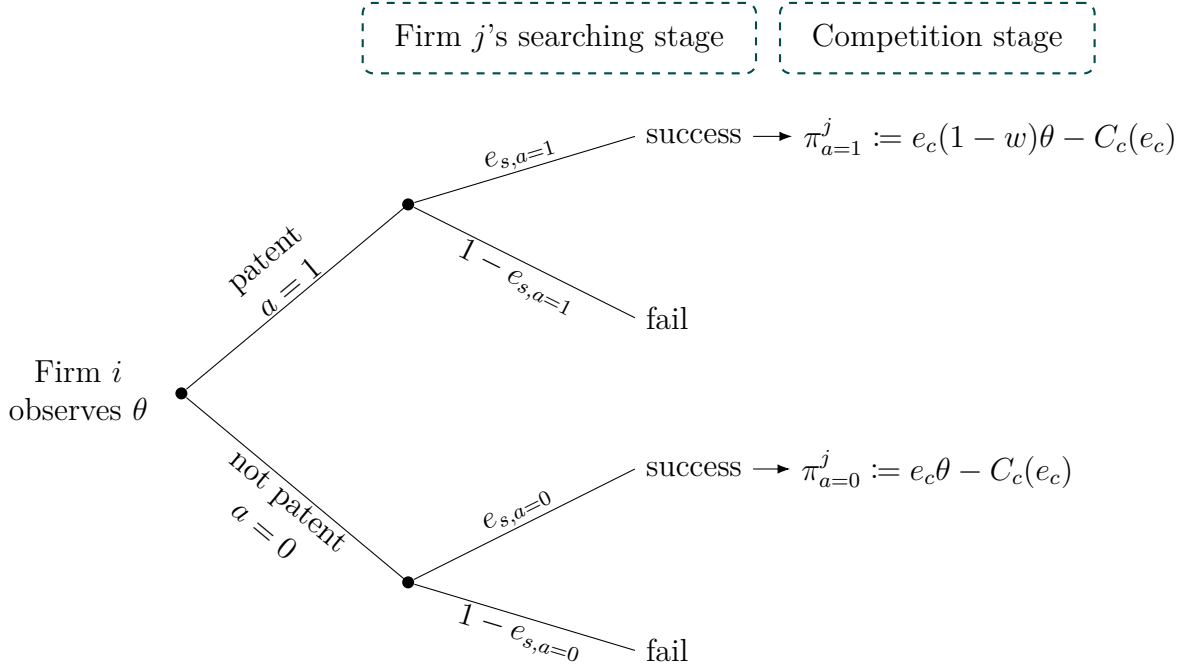 Firm j's searching stage
Competition stage
e_{s,a=1}
success
π^j_{a=1} := e_c(1 − w)θ − C_c(e_c)
patent
a = 1
1 − e_{s,a=1}
fail
Firm i
observes θ
not patent
a = 0
e_{s,a=0}
success
π^j_{a=0} := e_cθ − C_c(e_c)
1 − e_{s,a=0}
fail